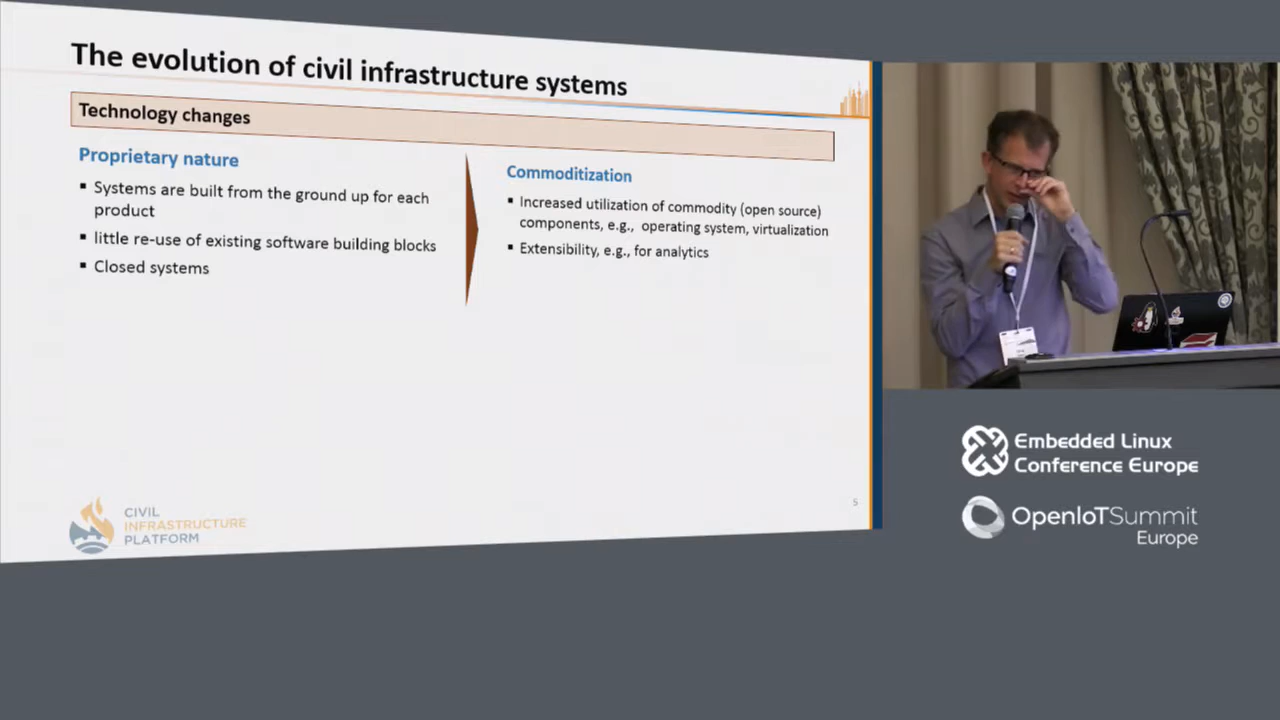 The evolution of civil infrastructure systems
Technology changes
Proprietary nature
▪ Systems are built from the ground up for each
product
▪ little re-use of existing software building blocks
▪ Closed systems
Commoditization
▪ Increased utilization of commodity (open source)
components, e.g., operating system, virtualization
▪ Extensibility, e.g., for analytics
5
CIVIL
INFRASTRUCTURE
PLATFORM
Embedded Linux
Conference Europe
OpenIoTSummit
Europe